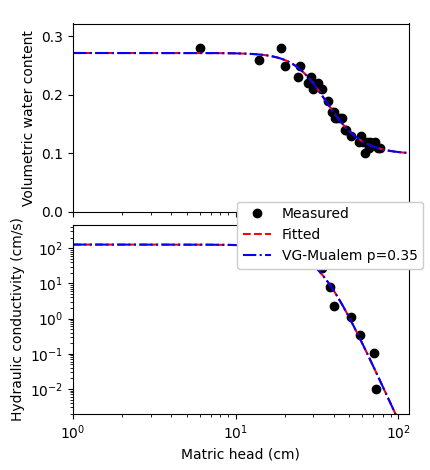 0.3
0.2
0.1
0.0
Volumetric water content
Measured
Fitted
VG-Mualem p=0.35
10²
10¹
10⁰
10⁻¹
10⁻²
Hydraulic conductivity (cm/s)
10⁰
10¹
10²
Matric head (cm)